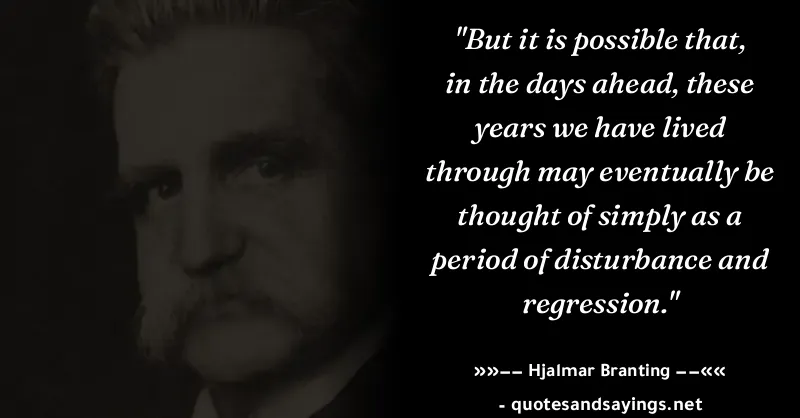 "But it is possible that,
in the days ahead, these
years we have lived
through may eventually be
thought of simply as a
period of disturbance and
regression."
»»–– Hjalmar Branting ––««
- quotesandsayings.net